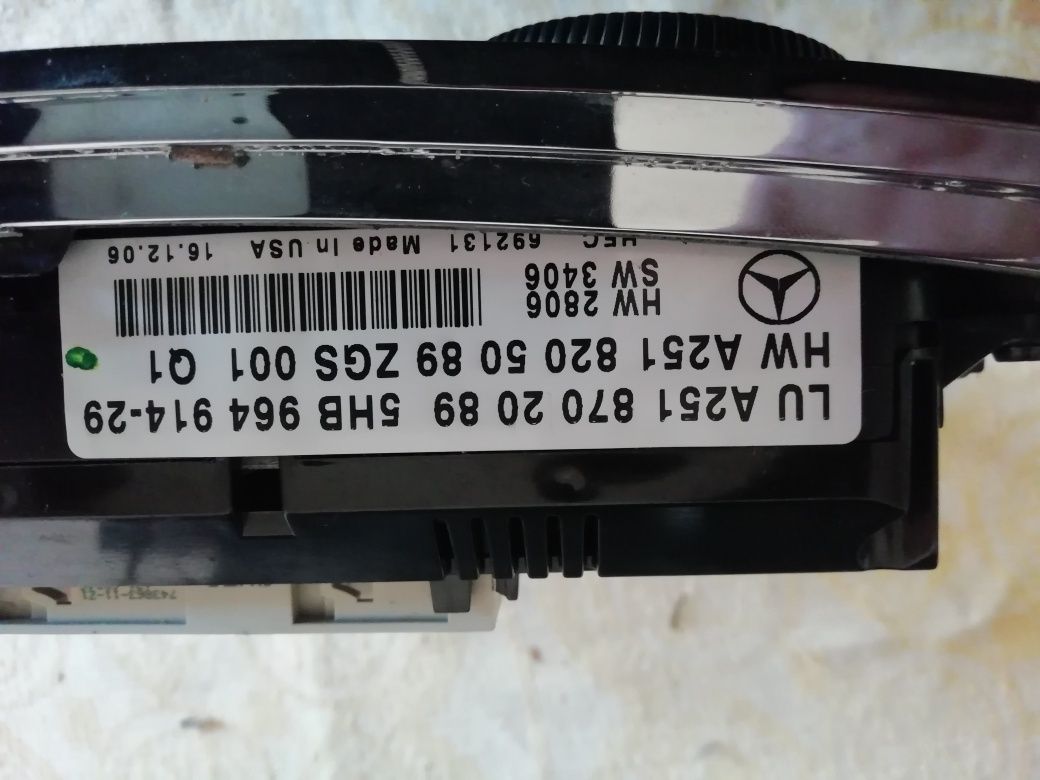 LU A251 870 20 89 5HB 964 914-29
HW A251 820 50 89 ZGS 001 Q1
HW 2806
SW 3406
HEC 692131 Made In USA 16.12.06